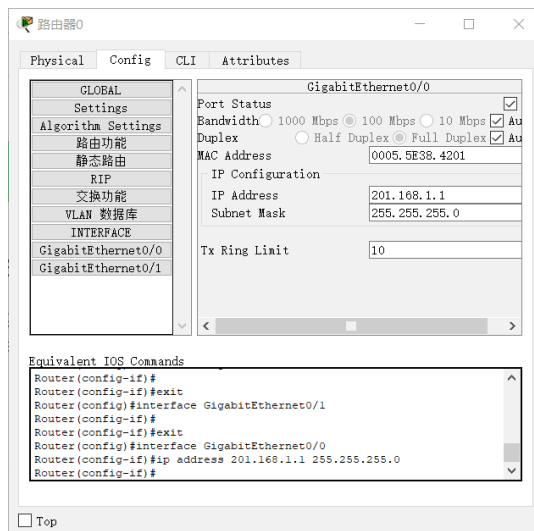 路由器0
Physical Config CLI Attributes
GLOBAL
Settings
Algorithm Settings
路由功能
静态路由
RIP
交换功能
VLAN 数据库
INTERFACE
GigabitEthernet0/0
GigabitEthernet0/1
GigabitEthernet0/0
Port Status
Bandwidth 1000 Mbps 100 Mbps 10 Mbps Au
Duplex Half Duplex Full Duplex Au
MAC Address 0005.5E38.4201
IP Configuration
IP Address 201.168.1.1
Subnet Mask 255.255.255.0
Tx Ring Limit 10
Equivalent IOS Commands
Router(config-if)#
Router(config-if)#exit
Router(config)#interface GigabitEthernet0/1
Router(config-if)#
Router(config-if)#exit
Router(config)#interface GigabitEthernet0/0
Router(config-if)#ip address 201.168.1.1 255.255.255.0
Router(config-if)#
Top